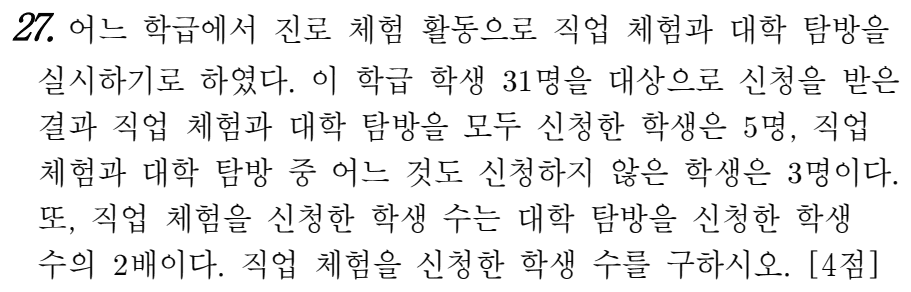 27. 어느 학급에서 진로 체험 활동으로 직업 체험과 대학 탐방을
실시하기로 하였다. 이 학급 학생 31명을 대상으로 신청을 받은
결과 직업 체험과 대학 탐방을 모두 신청한 학생은 5명, 직업
체험과 대학 탐방 중 어느 것도 신청하지 않은 학생은 3명이다.
또, 직업 체험을 신청한 학생 수는 대학 탐방을 신청한 학생
수의 2배이다. 직업 체험을 신청한 학생 수를 구하시오. [4점]